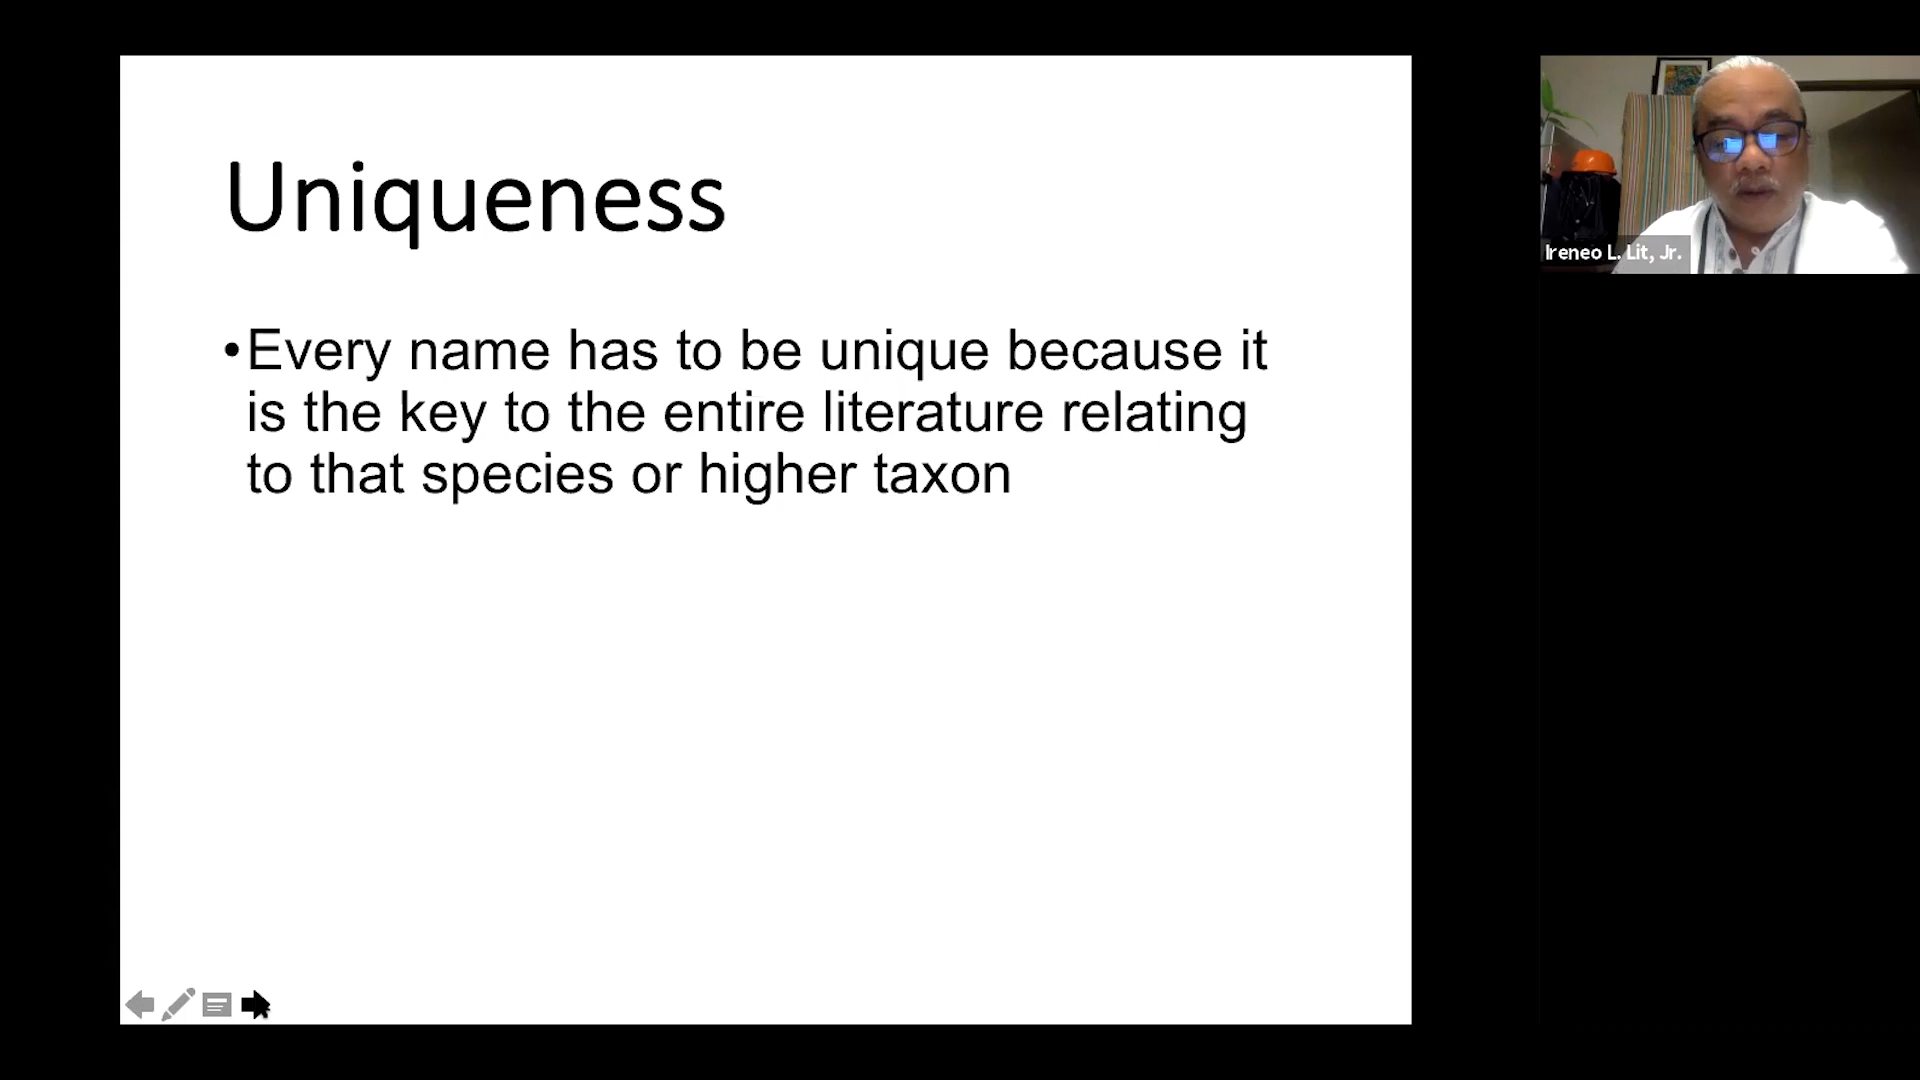 Uniqueness
•Every name has to be unique because it
is the key to the entire literature relating
to that species or higher taxon
Ireneo L. Lit, Jr.